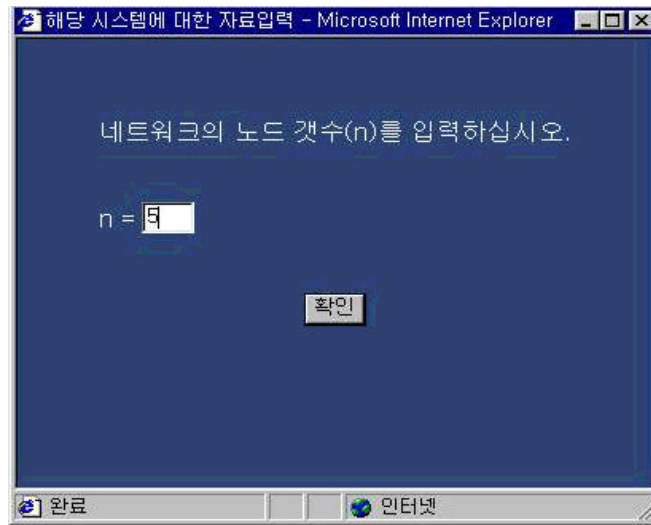 해당 시스템에 대한 자료입력 - Microsoft Internet Explorer
네트워크의 노드 갯수(n)를 입력하십시오.
n = 5
확인
완료 인터넷